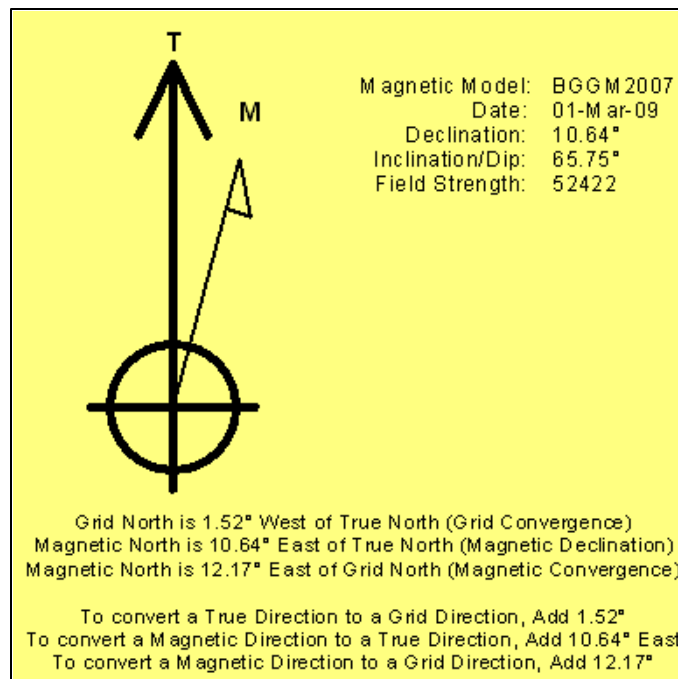 T
M
Magnetic Model: BGGM2007
Date: 01-Mar-09
Declination: 10.64°
Inclination/Dip: 65.75°
Field Strength: 52422
Grid North is 1.52° West of True North (Grid Convergence)
Magnetic North is 10.64° East of True North (Magnetic Declination)
Magnetic North is 12.17° East of Grid North (Magnetic Convergence)
To convert a True Direction to a Grid Direction, Add 1.52°
To convert a Magnetic Direction to a True Direction, Add 10.64° East
To convert a Magnetic Direction to a Grid Direction, Add 12.17°